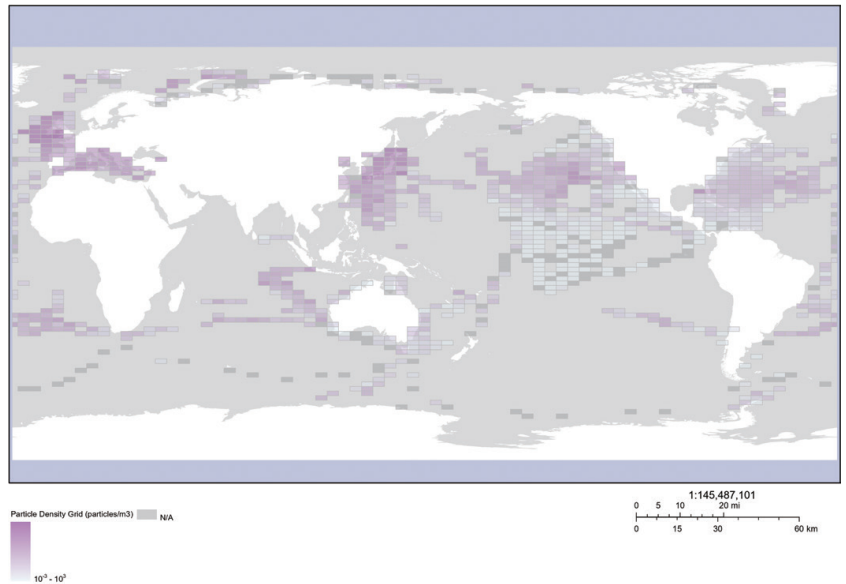 1:145,487,101
0 5 10 20 mi
0 15 30 60 km
Particle Density Grid (particles/m3) N/A
10⁻³ - 10³